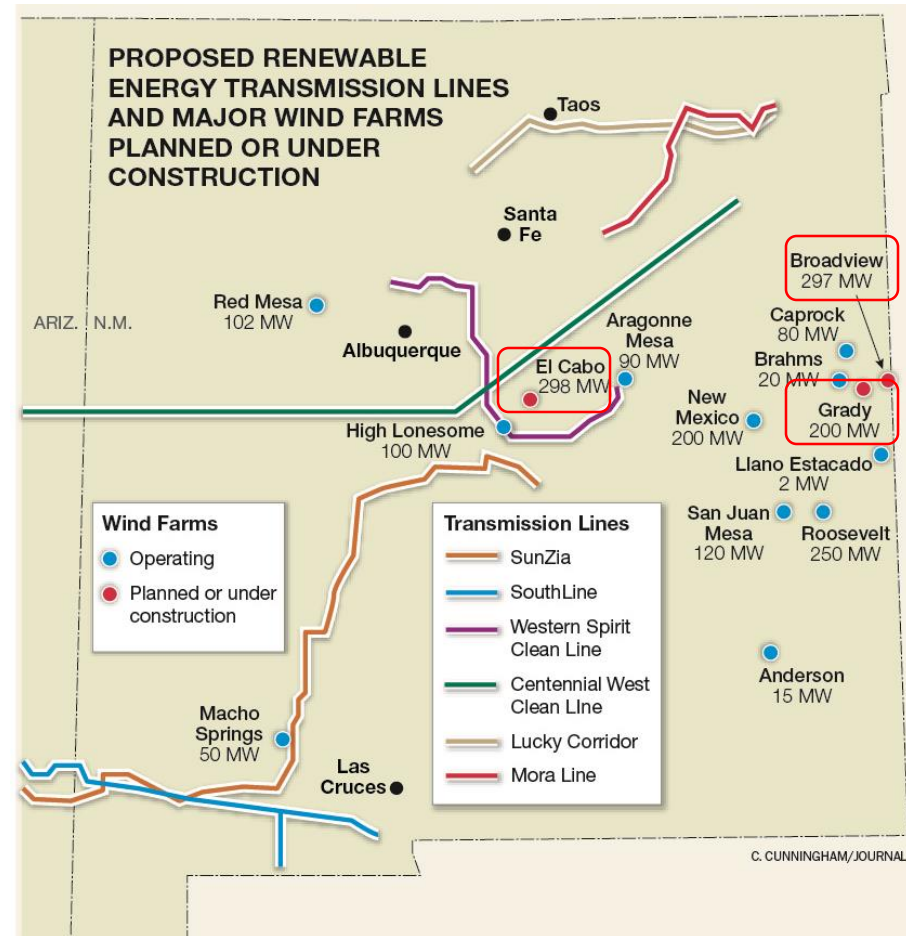 PROPOSED RENEWABLE
ENERGY TRANSMISSION LINES
AND MAJOR WIND FARMS
PLANNED OR UNDER
CONSTRUCTION
Taos
Santa
Fe
Broadview
297 MW
Red Mesa
102 MW
ARIZ.
N.M.
Albuquerque
Aragonne
Mesa
90 MW
El Cabo
298 MW
Caprock
80 MW
Brahms
20 MW
New
Mexico
200 MW
Grady
200 MW
High Lonesome
100 MW
Llano Estacado
2 MW
San Juan
Mesa
120 MW
Roosevelt
250 MW
Wind Farms
Operating
Planned or under
construction
Transmission Lines
SunZia
SouthLine
Western Spirit
Clean Line
Centennial West
Clean LIne
Lucky Corridor
Mora Line
Anderson
15 MW
Macho
Springs
50 MW
Las
Cruces
C. CUNNINGHAM/JOURNAL